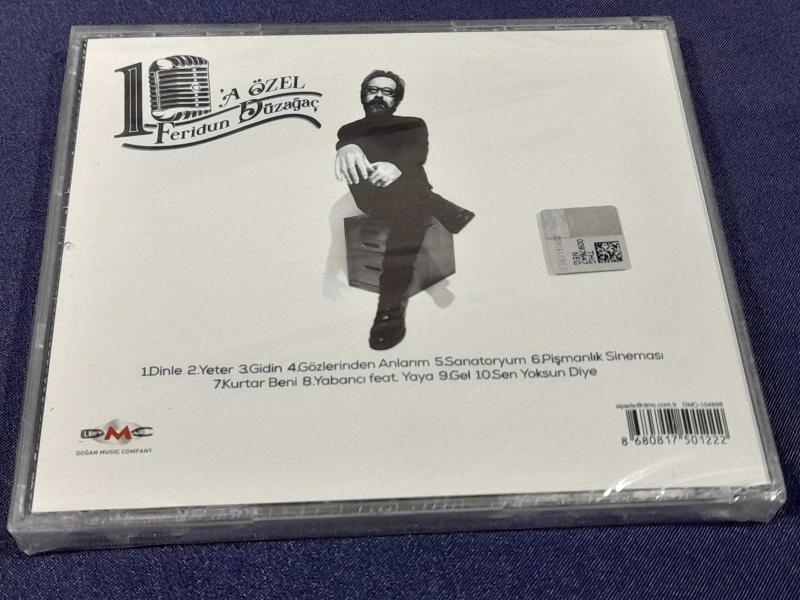 10 'A ÖZEL
Feridun Düzağaç
1.Dinle 2.Yeter 3.Gidin 4.Gözlerinden Anlarım 5.Sanatoryum 6.Pişmanlık Sineması
7.Kurtar Beni 8.Yabancı feat. Yaya 9.Gel 10.Sen Yoksun Diye
DMC
DOĞAN MUSIC COMPANY
siparis@dmc.com.tr DMC-104898
8 680817 501222